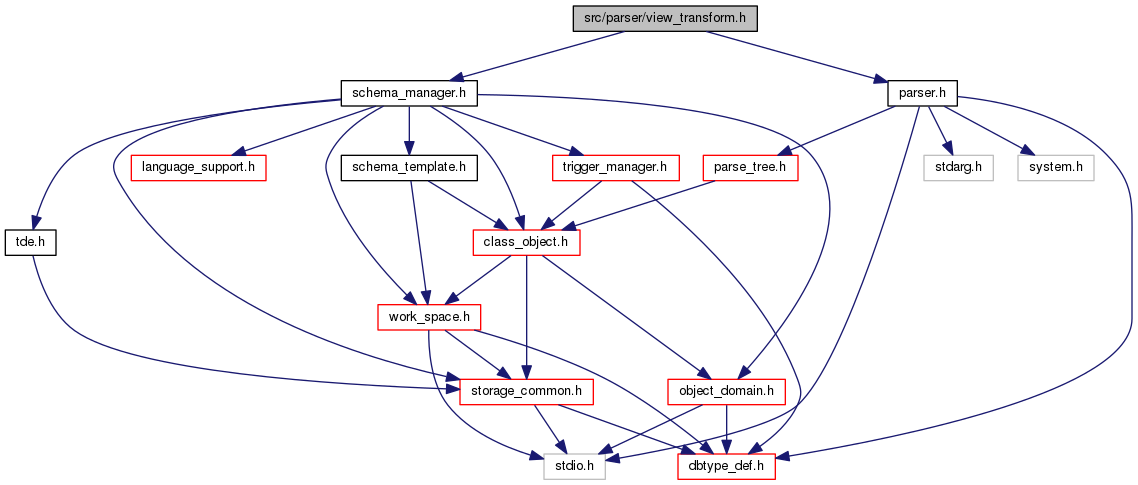 src/parser/view_transform.h
schema_manager.h
parser.h
language_support.h
schema_template.h
trigger_manager.h
parse_tree.h
stdarg.h
system.h
tde.h
class_object.h
work_space.h
storage_common.h
object_domain.h
stdio.h
dbtype_def.h